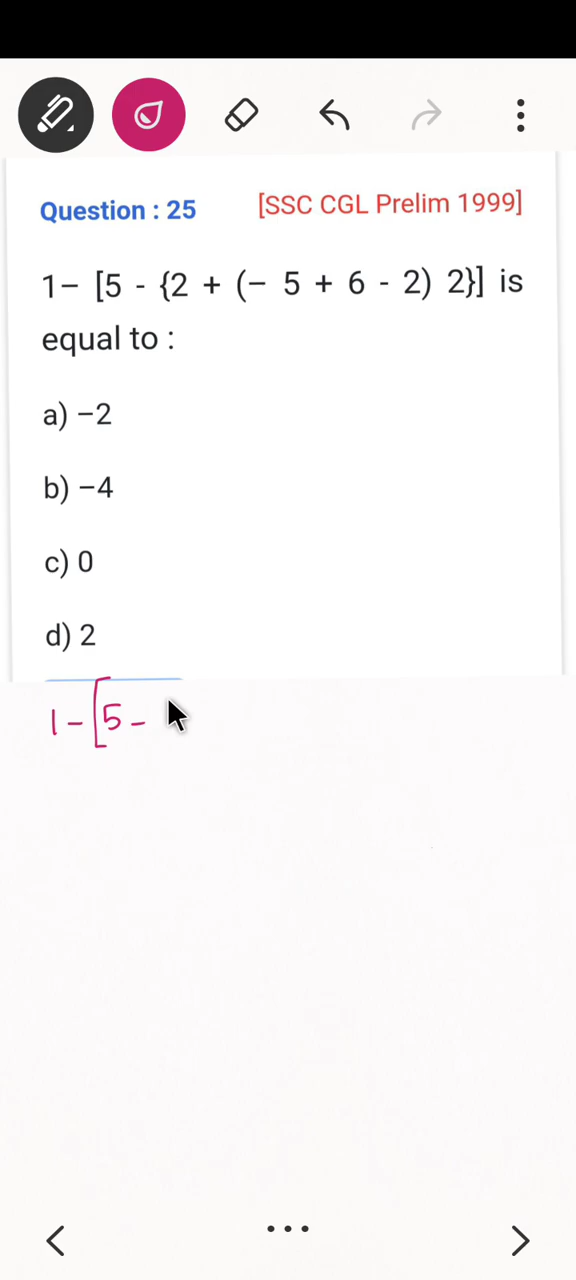 Question : 25 [SSC CGL Prelim 1999]
1– [5 - {2 + (– 5 + 6 - 2) 2}] is
equal to :
a) –2
b) –4
c) 0
d) 2
1 – [5 –